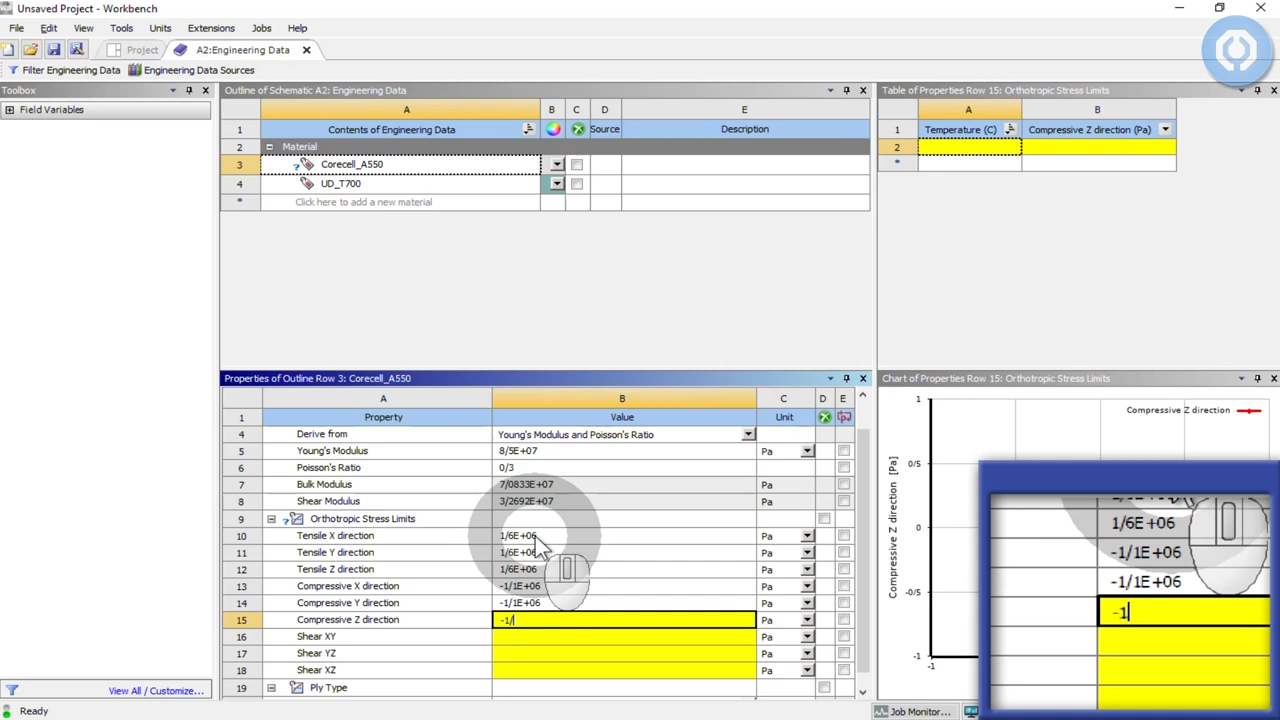 Unsaved Project - Workbench
File Edit View Tools Units Extensions Jobs Help
Project A2:Engineering Data
Filter Engineering Data Engineering Data Sources
Toolbox
Field Variables
View All / Customize...
Outline of Schematic A2: Engineering Data
A B C D E
1 Contents of Engineering Data Source Description
2 Material
3 Corecell_A550
4 UD_T700
* Click here to add a new material
Table of Properties Row 15: Orthotropic Stress Limits
A B
1 Temperature (C) Compressive Z direction (Pa)
2
*
Properties of Outline Row 3: Corecell_A550
A B C D E
1 Property Value Unit
4 Derive from Young's Modulus and Poisson's Ratio
5 Young's Modulus 8/5E+07 Pa
6 Poisson's Ratio 0/3
7 Bulk Modulus 7/0833E+07 Pa
8 Shear Modulus 3/2692E+07 Pa
9 Orthotropic Stress Limits
10 Tensile X direction 1/6E+06 Pa
11 Tensile Y direction 1/6E+06 Pa
12 Tensile Z direction 1/6E+06 Pa
13 Compressive X direction -1/1E+06 Pa
14 Compressive Y direction -1/1E+06 Pa
15 Compressive Z direction -1/ Pa
16 Shear XY Pa
17 Shear YZ Pa
18 Shear XZ Pa
19 Ply Type
Chart of Properties Row 15: Orthotropic Stress Limits
Compressive Z direction
Compressive Z direction [Pa]
1
0/5
0
-0/5
-1
-1
1/6E+06
-1/1E+06
-1/1E+06
-1
Ready
Job Monitor...